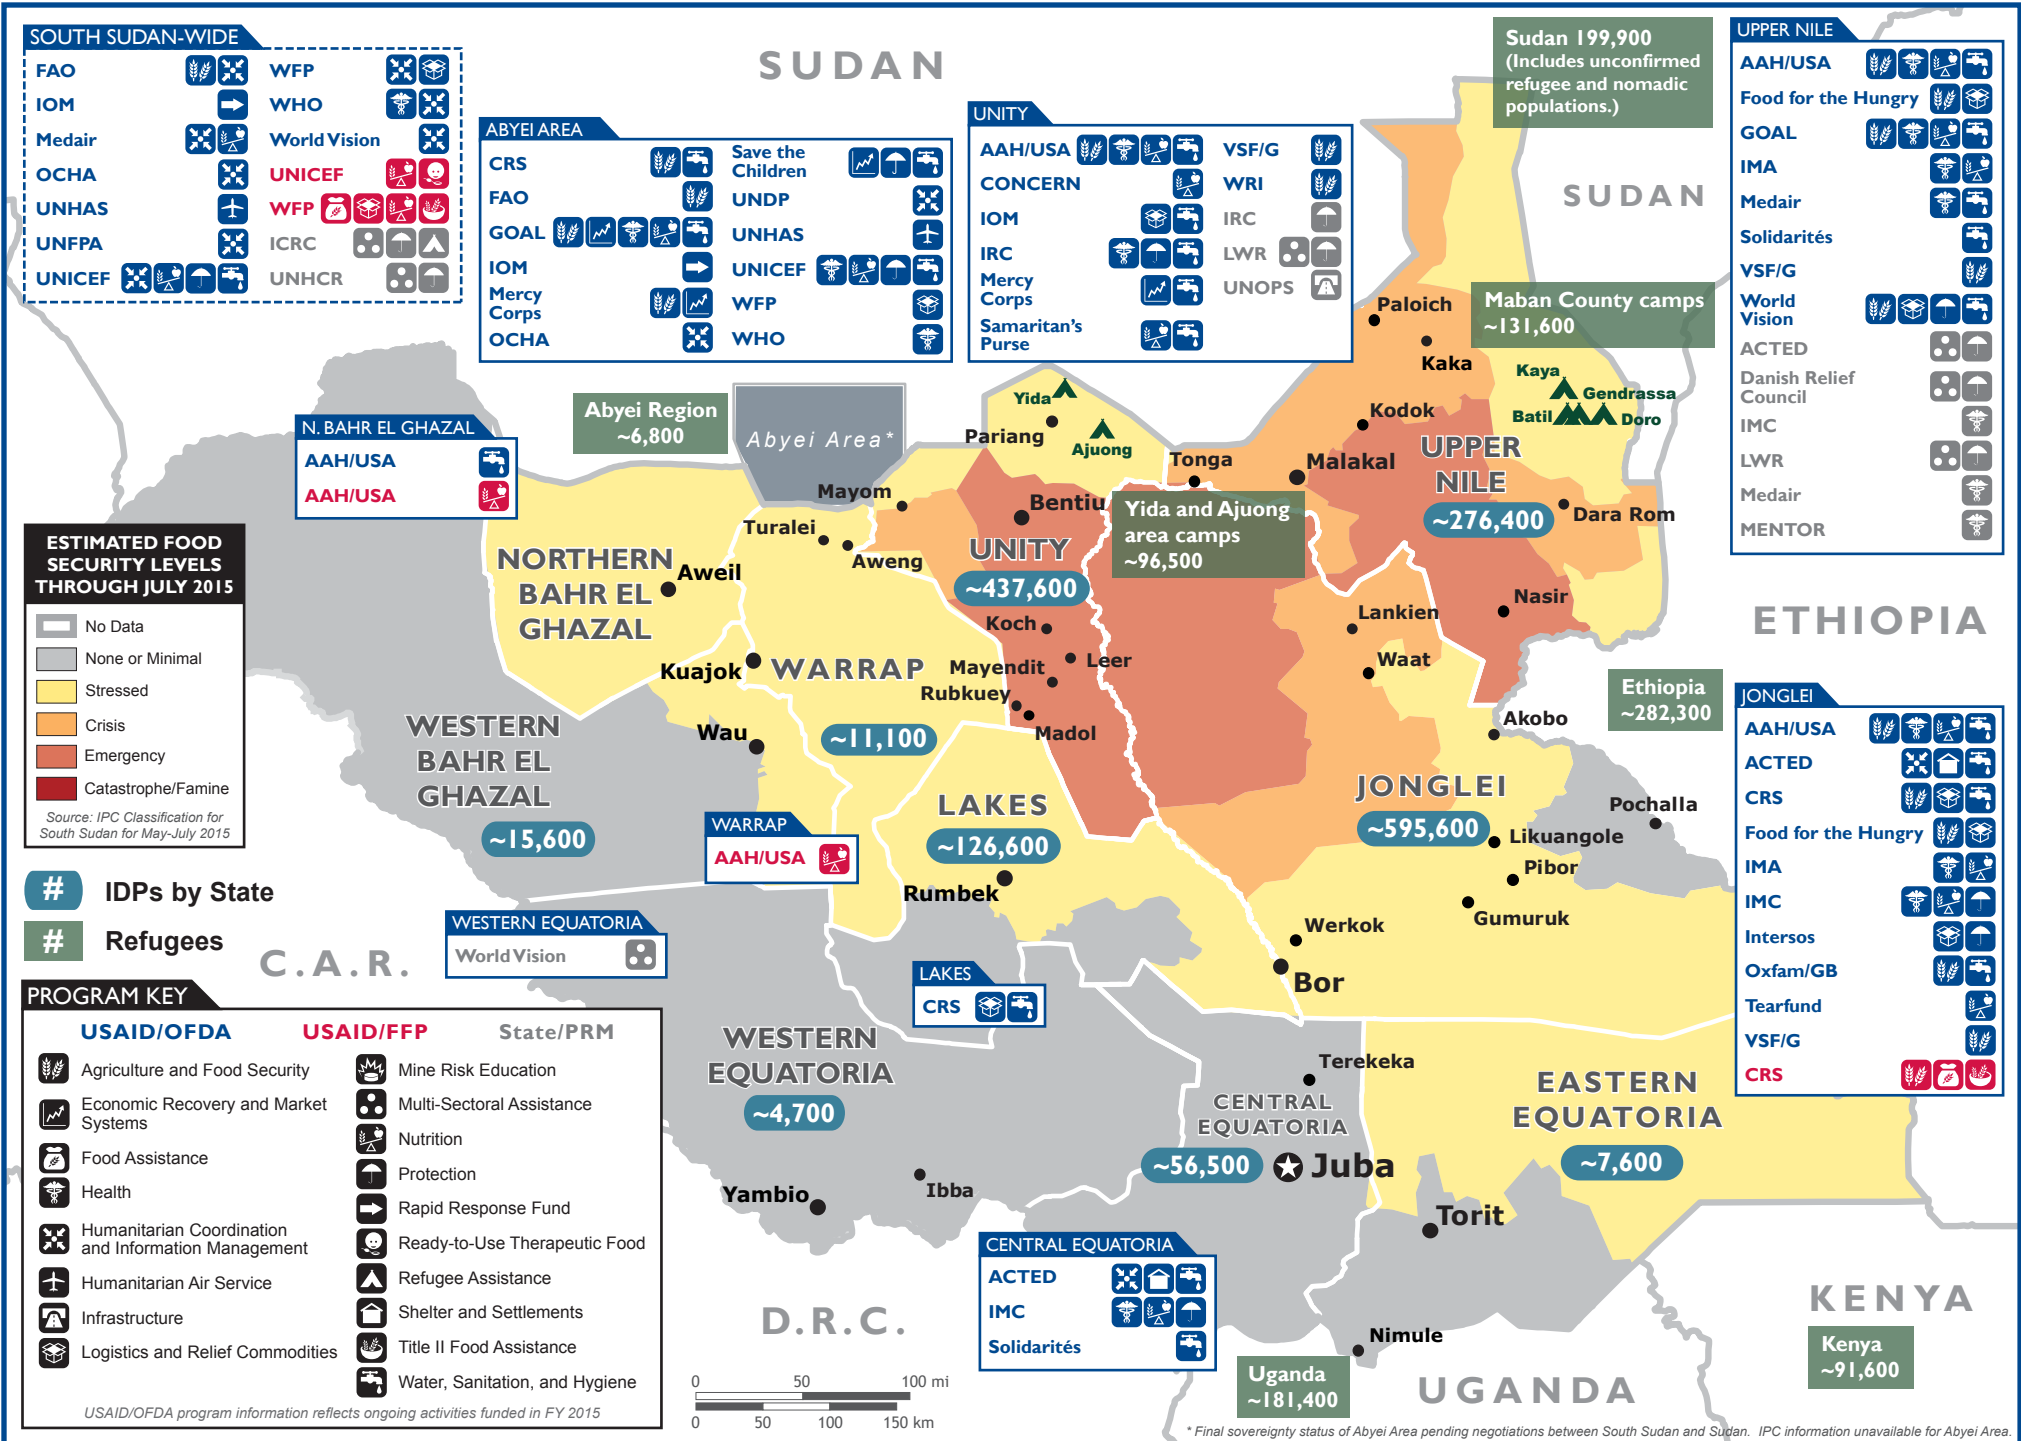 SOUTH SUDAN-WIDE
FAO
IOM
Medair
OCHA
UNHAS
UNFPA
UNICEF
WFP
WHO
World Vision
UNICEF
WFP
ICRC
UNHCR
ABYEI AREA
CRS
FAO
GOAL
IOM
Mercy
Corps
OCHA
Save the
Children
UNDP
UNHAS
UNICEF
WFP
WHO
UNITY
AAH/USA
CONCERN
IOM
IRC
Mercy
Corps
Samaritan's
Purse
VSF/G
WRI
IRC
LWR
UNOPS
UPPER NILE
AAH/USA
Food for the Hungry
GOAL
IMA
Medair
Solidarités
VSF/G
World
Vision
ACTED
Danish Relief
Council
IMC
LWR
Medair
MENTOR
SUDAN
Sudan 199,900
(Includes unconfirmed
refugee and nomadic
populations.)
SUDAN
Maban County camps
~131,600
Paloich
Kaka
Kaya
Gendrassa
Batil
Doro
Kodok
Yida
Pariang
Ajuong
Abyei Region
~6,800
Abyei Area*
N. BAHR EL GHAZAL
AAH/USA
AAH/USA
Tonga
Malakal
UPPER
NILE
~276,400
Dara Rom
Mayom
Bentiu
Yida and Ajuong
area camps
~96,500
Turalei
Aweng
UNITY
~437,600
NORTHERN
BAHR EL
GHAZAL
Aweil
Nasir
Lankien
ETHIOPIA
Koch
Waat
Leer
Mayendit
Rubkuey
Madol
Kuajok
WARRAP
~11,100
Ethiopia
~282,300
Akobo
WESTERN
BAHR EL
GHAZAL
~15,600
Wau
ESTIMATED FOOD
SECURITY LEVELS
THROUGH JULY 2015
No Data
None or Minimal
Stressed
Crisis
Emergency
Catastrophe/Famine
Source: IPC Classification for
South Sudan for May-July 2015
# IDPs by State
# Refugees
LAKES
~126,600
Rumbek
JONGLEI
~595,600
Likuangole
Pochalla
Pibor
Gumuruk
Werkok
Bor
WARRAP
AAH/USA
WESTERN EQUATORIA
World Vision
LAKES
CRS
JONGLEI
AAH/USA
ACTED
CRS
Food for the Hungry
IMA
IMC
Intersos
Oxfam/GB
Tearfund
VSF/G
CRS
C.A.R.
PROGRAM KEY
USAID/OFDA USAID/FFP State/PRM
Agriculture and Food Security
Economic Recovery and Market
Systems
Food Assistance
Health
Humanitarian Coordination
and Information Management
Humanitarian Air Service
Infrastructure
Logistics and Relief Commodities
Mine Risk Education
Multi-Sectoral Assistance
Nutrition
Protection
Rapid Response Fund
Ready-to-Use Therapeutic Food
Refugee Assistance
Shelter and Settlements
Title II Food Assistance
Water, Sanitation, and Hygiene
USAID/OFDA program information reflects ongoing activities funded in FY 2015
WESTERN
EQUATORIA
~4,700
Yambio
Ibba
Terekeka
CENTRAL
EQUATORIA
~56,500
Juba
EASTERN
EQUATORIA
~7,600
Torit
Nimule
CENTRAL EQUATORIA
ACTED
IMC
Solidarités
D.R.C.
0 50 100 mi
0 50 100 150 km
Uganda
~181,400
UGANDA
KENYA
Kenya
~91,600
* Final sovereignty status of Abyei Area pending negotiations between South Sudan and Sudan. IPC information unavailable for Abyei Area.